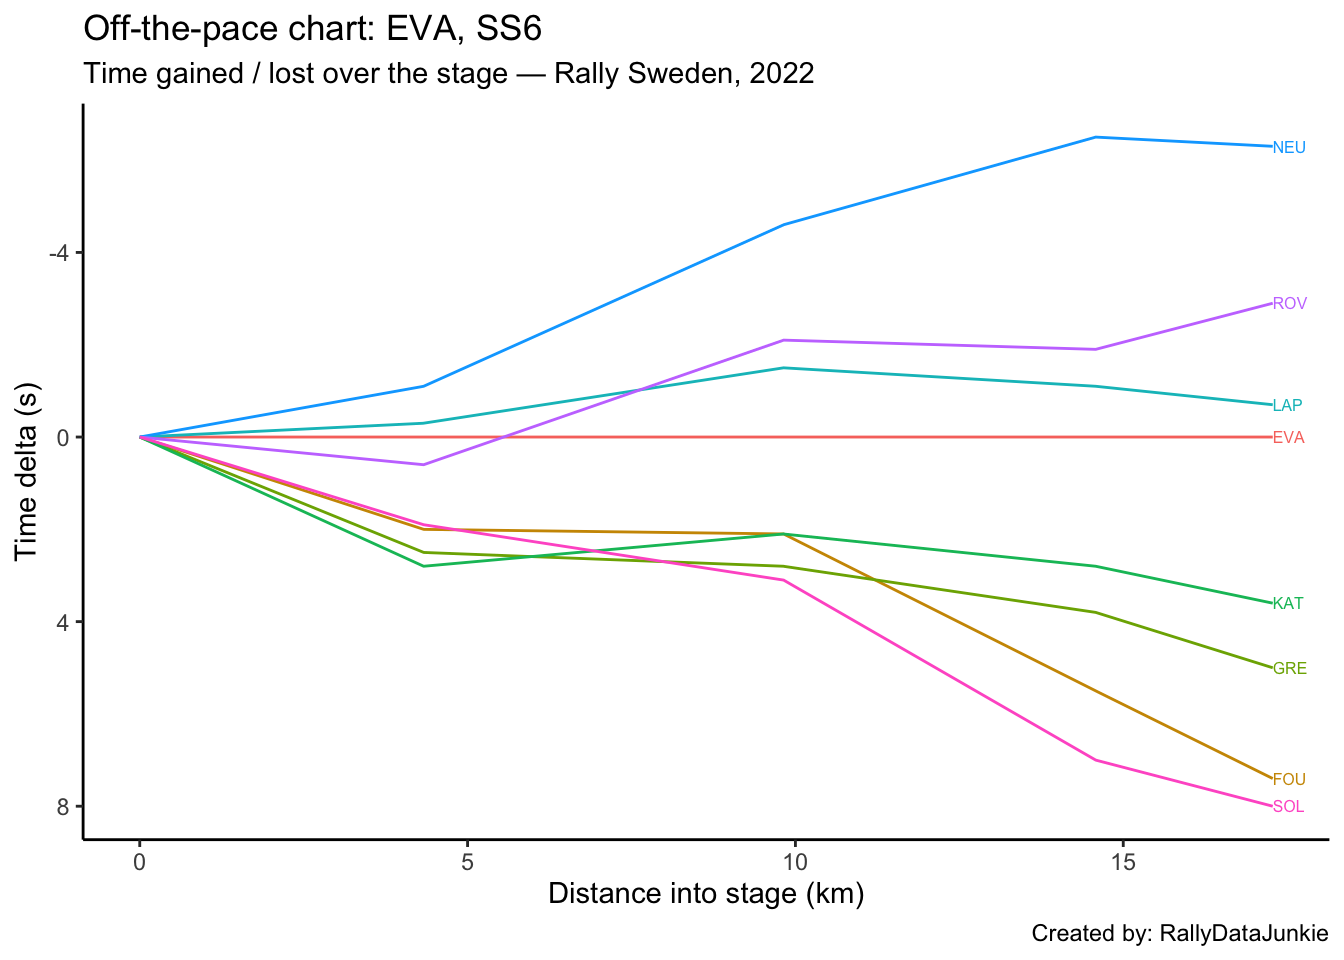 Off-the-pace chart: EVA, SS6
Time gained / lost over the stage — Rally Sweden, 2022
NEU
-4
ROV
LAP
0
EVA
Time delta (s)
KAT
4
GRE
FOU
8
SOL
0 5 10 15
Distance into stage (km)
Created by: RallyDataJunkie